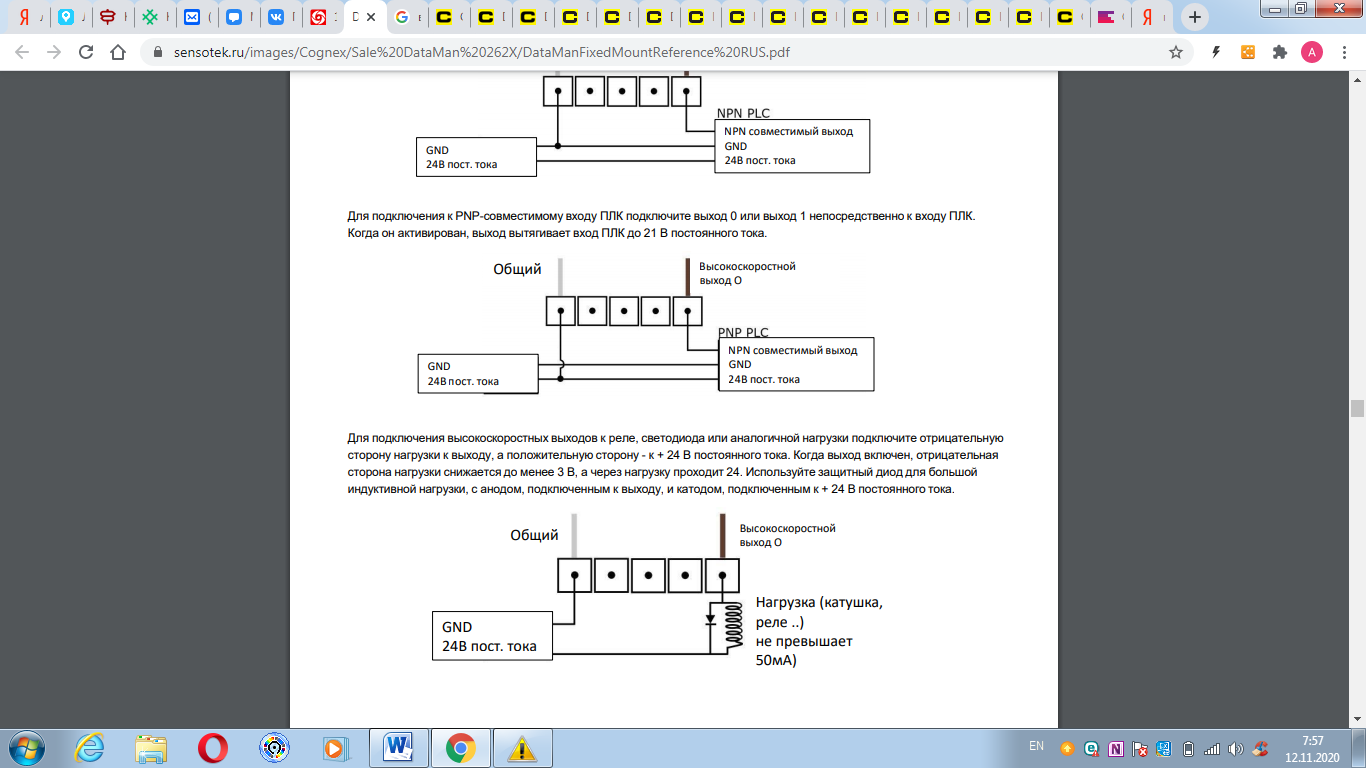 sensotek.ru/images/Cognex/Sale%20DataMan%20262X/DataManFixedMountReference%20RUS.pdf
A
NPN PLC
NPN совместимый выход
GND
24В пост. тока
GND
24В пост. тока
Для подключения к PNP-совместимому входу ПЛК подключите выход 0 или выход 1 непосредственно к входу ПЛК.
Когда он активирован, выход вытягивает вход ПЛК до 21 В постоянного тока.
Общий
Высокоскоростной
выход О
PNP PLC
NPN совместимый выход
GND
24В пост. тока
GND
24В пост. тока
Для подключения высокоскоростных выходов к реле, светодиода или аналогичной нагрузки подключите отрицательную
сторону нагрузки к выходу, а положительную сторону - к + 24 В постоянного тока. Когда выход включен, отрицательная
сторона нагрузки снижается до менее 3 В, а через нагрузку проходит 24. Используйте защитный диод для большой
индуктивной нагрузки, с анодом, подключенным к выходу, и катодом, подключенным к + 24 В постоянного тока.
Общий
Высокоскоростной
выход О
GND
24В пост. тока
Нагрузка (катушка,
реле ..)
не превышает
50мА)
EN
7:57
12.11.2020